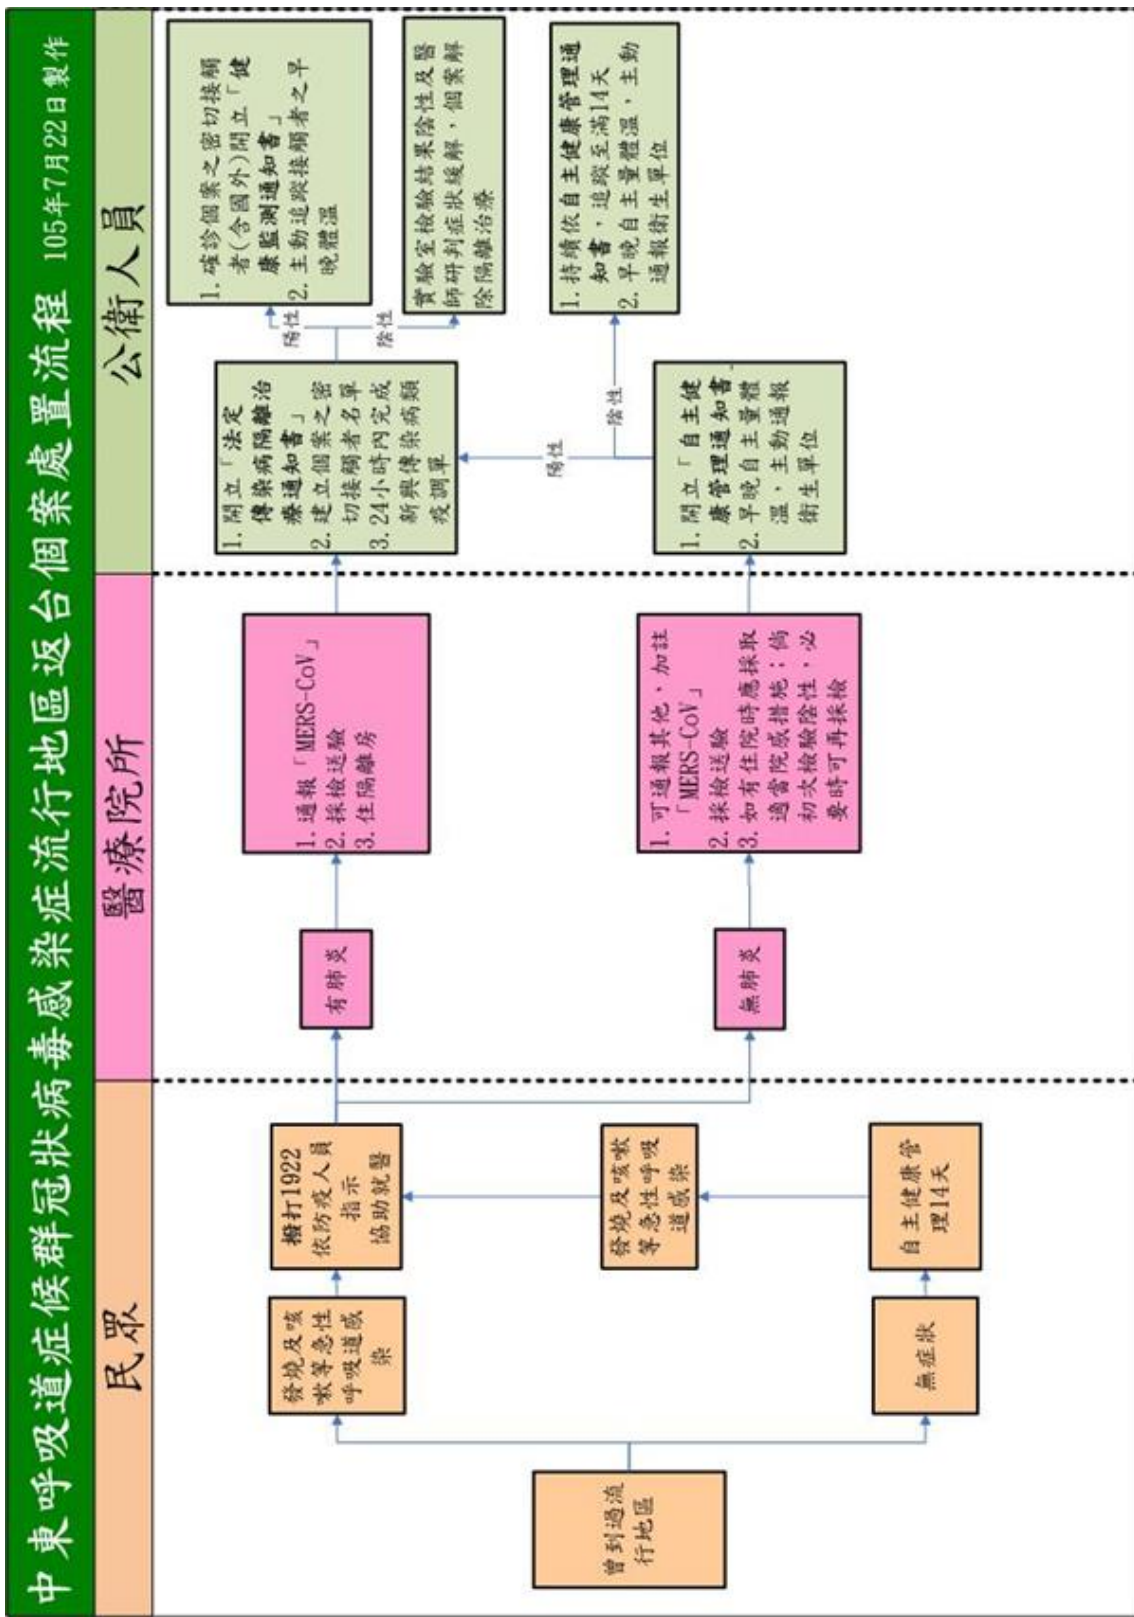 中東呼吸道症候群冠狀病毒感染症流行地區返台個案處置流程 105年7月22日製作
民眾
醫療院所
公衛人員
曾到過流
行地區
發燒及咳
嗽等急性
呼吸道感
染
無症狀
撥打1922
依防疫人員
指示
協助就醫
發燒及咳嗽
等急性呼吸
道感染
自主健康管
理14天
有肺炎
無肺炎
1. 通報「MERS-CoV」
2. 採檢送驗
3. 住隔離房
1. 可通報其他、加註
「MERS-CoV」
2. 採檢送驗
3. 如有住院時應採取
適當院感措施；倘
初次檢驗陰性，必
要時可再採檢
1. 開立「法定
傳染病隔離治
療通知書」
2. 建立個案之密
切接觸者名單
3. 24小時內完成
新興傳染病類
疫調單
陽性
陰性
1. 開立「自主健
康管理通知書」
2. 早晚自主量體
溫，主動通報
衛生單位
陽性
陰性
1. 確診個案之密切接觸
者(含國外)開立「健
康監測通知書」
2. 主動追蹤接觸者之早
晚體溫
實驗室檢驗結果陰性及醫
師研判症狀緩解，個案解
除隔離治療
1. 持續依自主健康管理通
知書，追蹤至滿14天
2. 早晚自主量體溫，主動
通報衛生單位